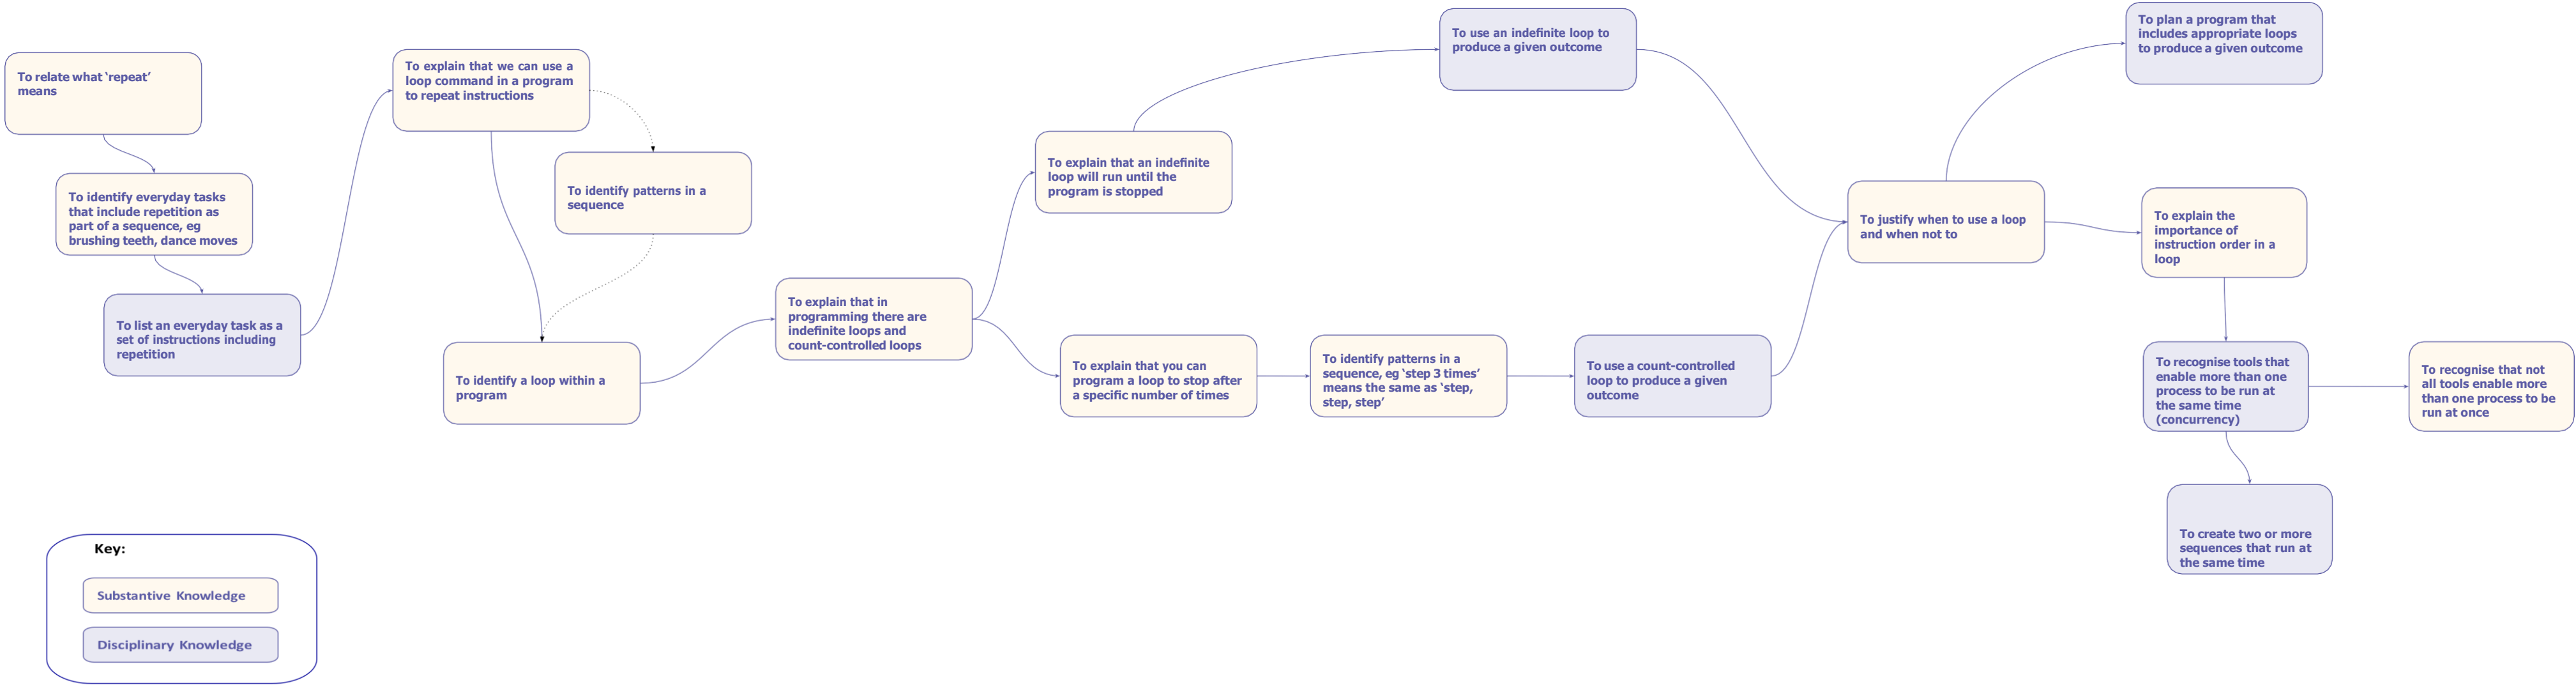 To relate what ‘repeat’
means
To identify everyday tasks
that include repetition as
part of a sequence, eg
brushing teeth, dance moves
To list an everyday task as a
set of instructions including
repetition
To explain that we can use a
loop command in a program
to repeat instructions
To identify patterns in a
sequence
To identify a loop within a
program
To explain that in
programming there are
indefinite loops and
count-controlled loops
To explain that an indefinite
loop will run until the
program is stopped
To use an indefinite loop to
produce a given outcome
To explain that you can
program a loop to stop after
a specific number of times
To identify patterns in a
sequence, eg ‘step 3 times’
means the same as ‘step,
step, step’
To use a count-controlled
loop to produce a given
outcome
To justify when to use a loop
and when not to
To plan a program that
includes appropriate loops
to produce a given outcome
To explain the
importance of
instruction order in a
loop
To recognise tools that
enable more than one
process to be run at
the same time
(concurrency)
To recognise that not
all tools enable more
than one process to be
run at once
To create two or more
sequences that run at
the same time
Key:
Substantive Knowledge
Disciplinary Knowledge